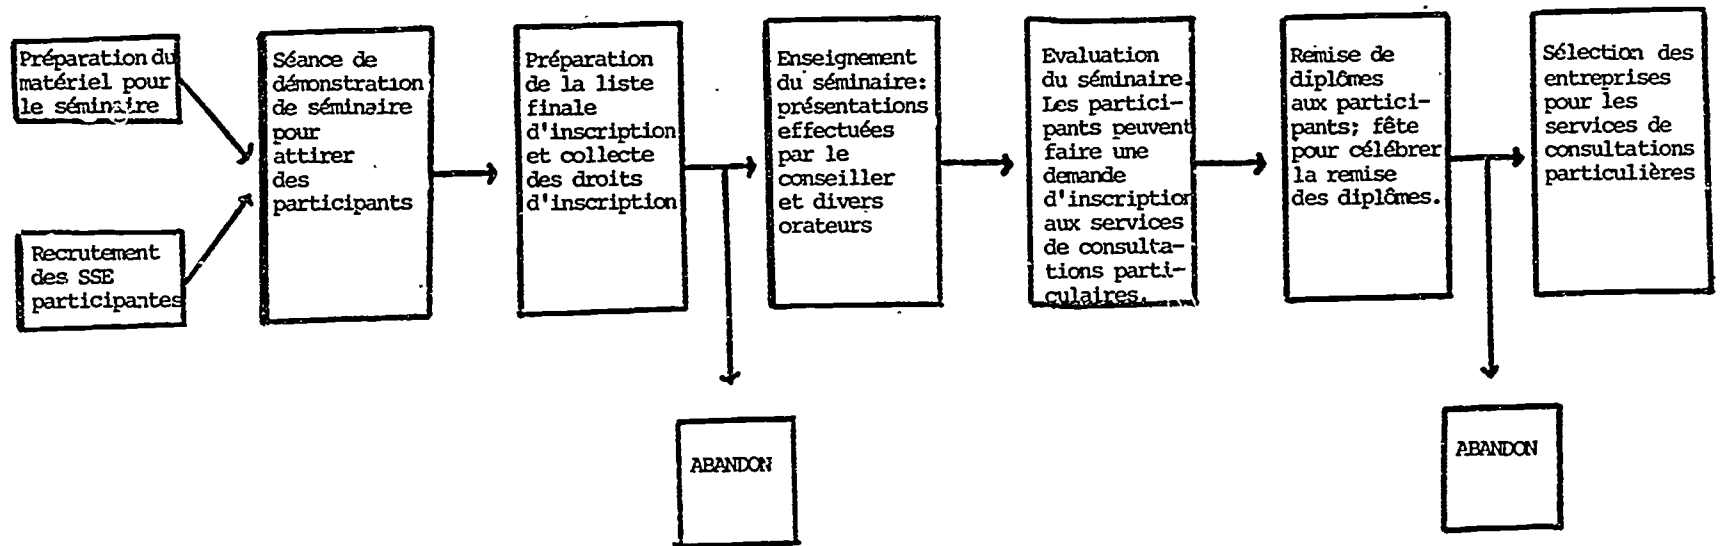 Préparation du
matériel pour
le séminaire
Recrutement
des SSE
participantes
Séance de
démonstration
de séminaire
pour
attirer
des
participants
Préparation
de la liste
finale
d'inscription
et collecte
des droits
d'inscription
ABANDON
Enseignement
du séminaire:
présentations
effectuées
par le
conseiller
et divers
orateurs
Evaluation
du séminaire.
Les partici-
pants peuvent
faire une
demande
d'inscription
aux services
de consulta-
tions parti-
culaires.
Remise de
diplômes
aux partici-
pants; fête
pour célébrer
la remise
des diplômes.
ABANDON
Sélection des
entreprises
pour les
services de
consultations
particulières